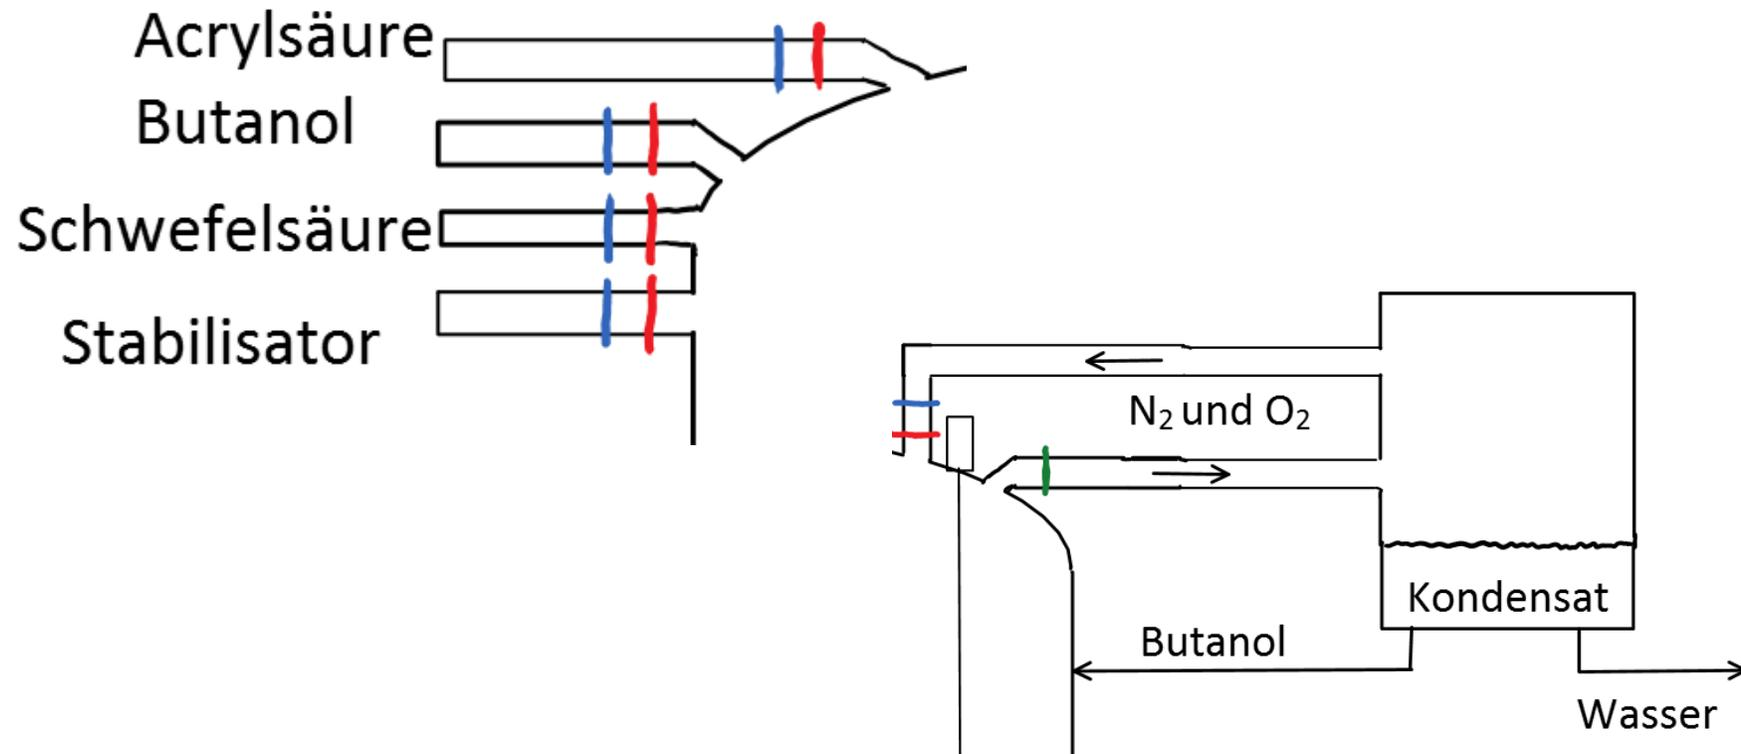 Acrylsäure
Butanol
Schwefelsäure
Stabilisator
N₂ und O₂
Kondensat
Butanol
Wasser